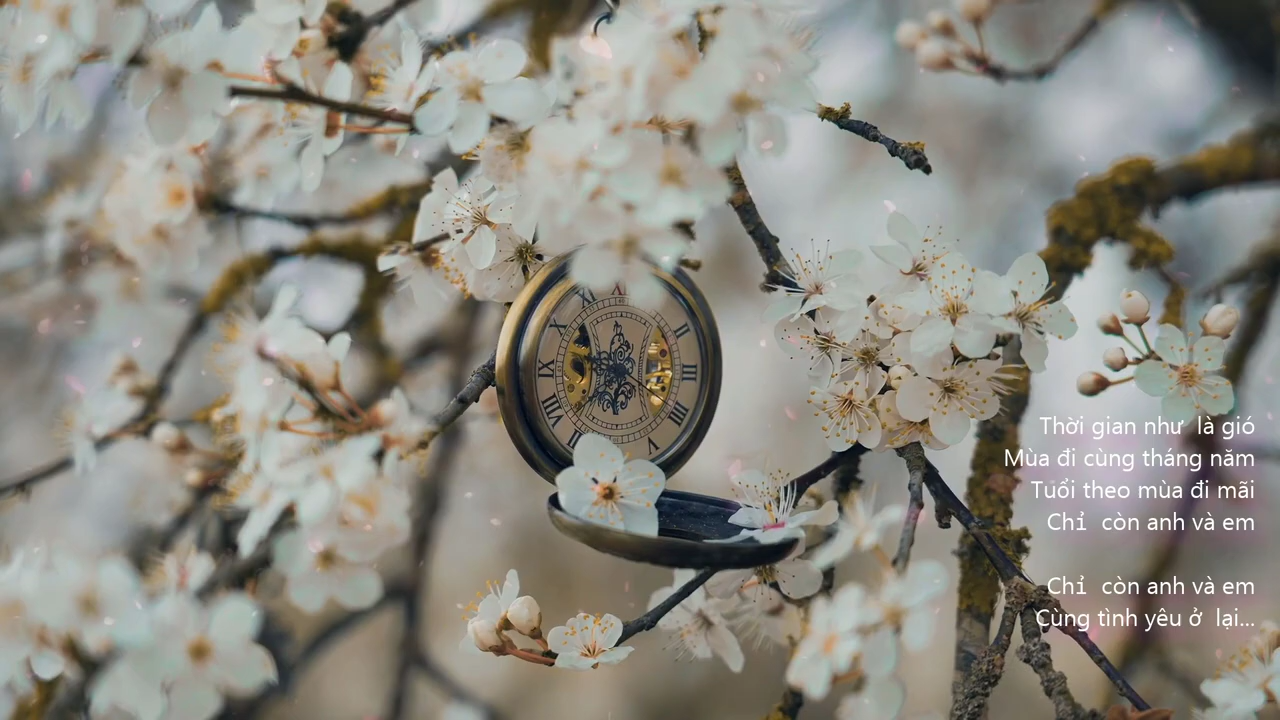 Thời gian như là gió
Mùa đi cùng tháng năm
Tuổi theo mùa đi mãi
Chỉ còn anh và em
Chỉ còn anh và em
Cùng tình yêu ở lại...